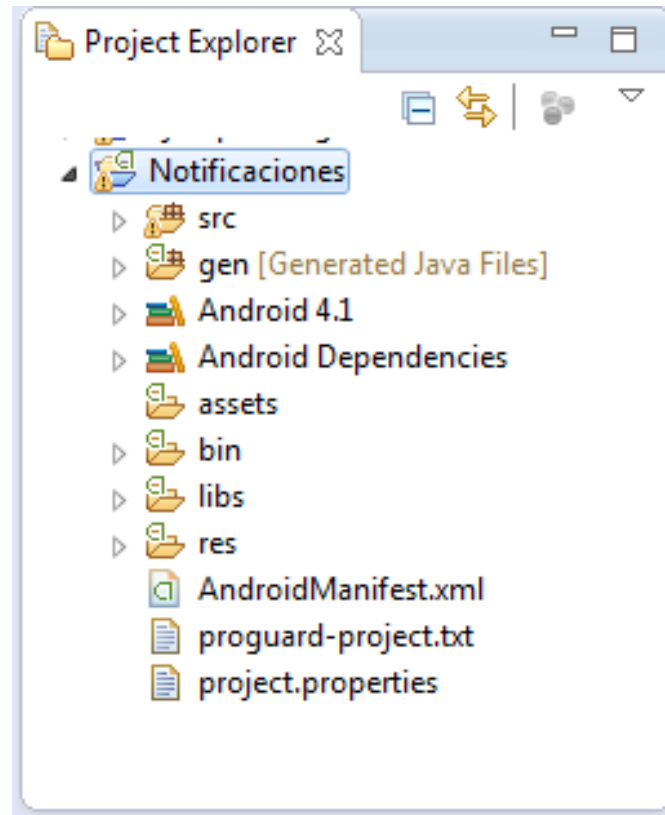 Project Explorer
Notificaciones
src
gen [Generated Java Files]
Android 4.1
Android Dependencies
assets
bin
libs
res
AndroidManifest.xml
proguard-project.txt
project.properties